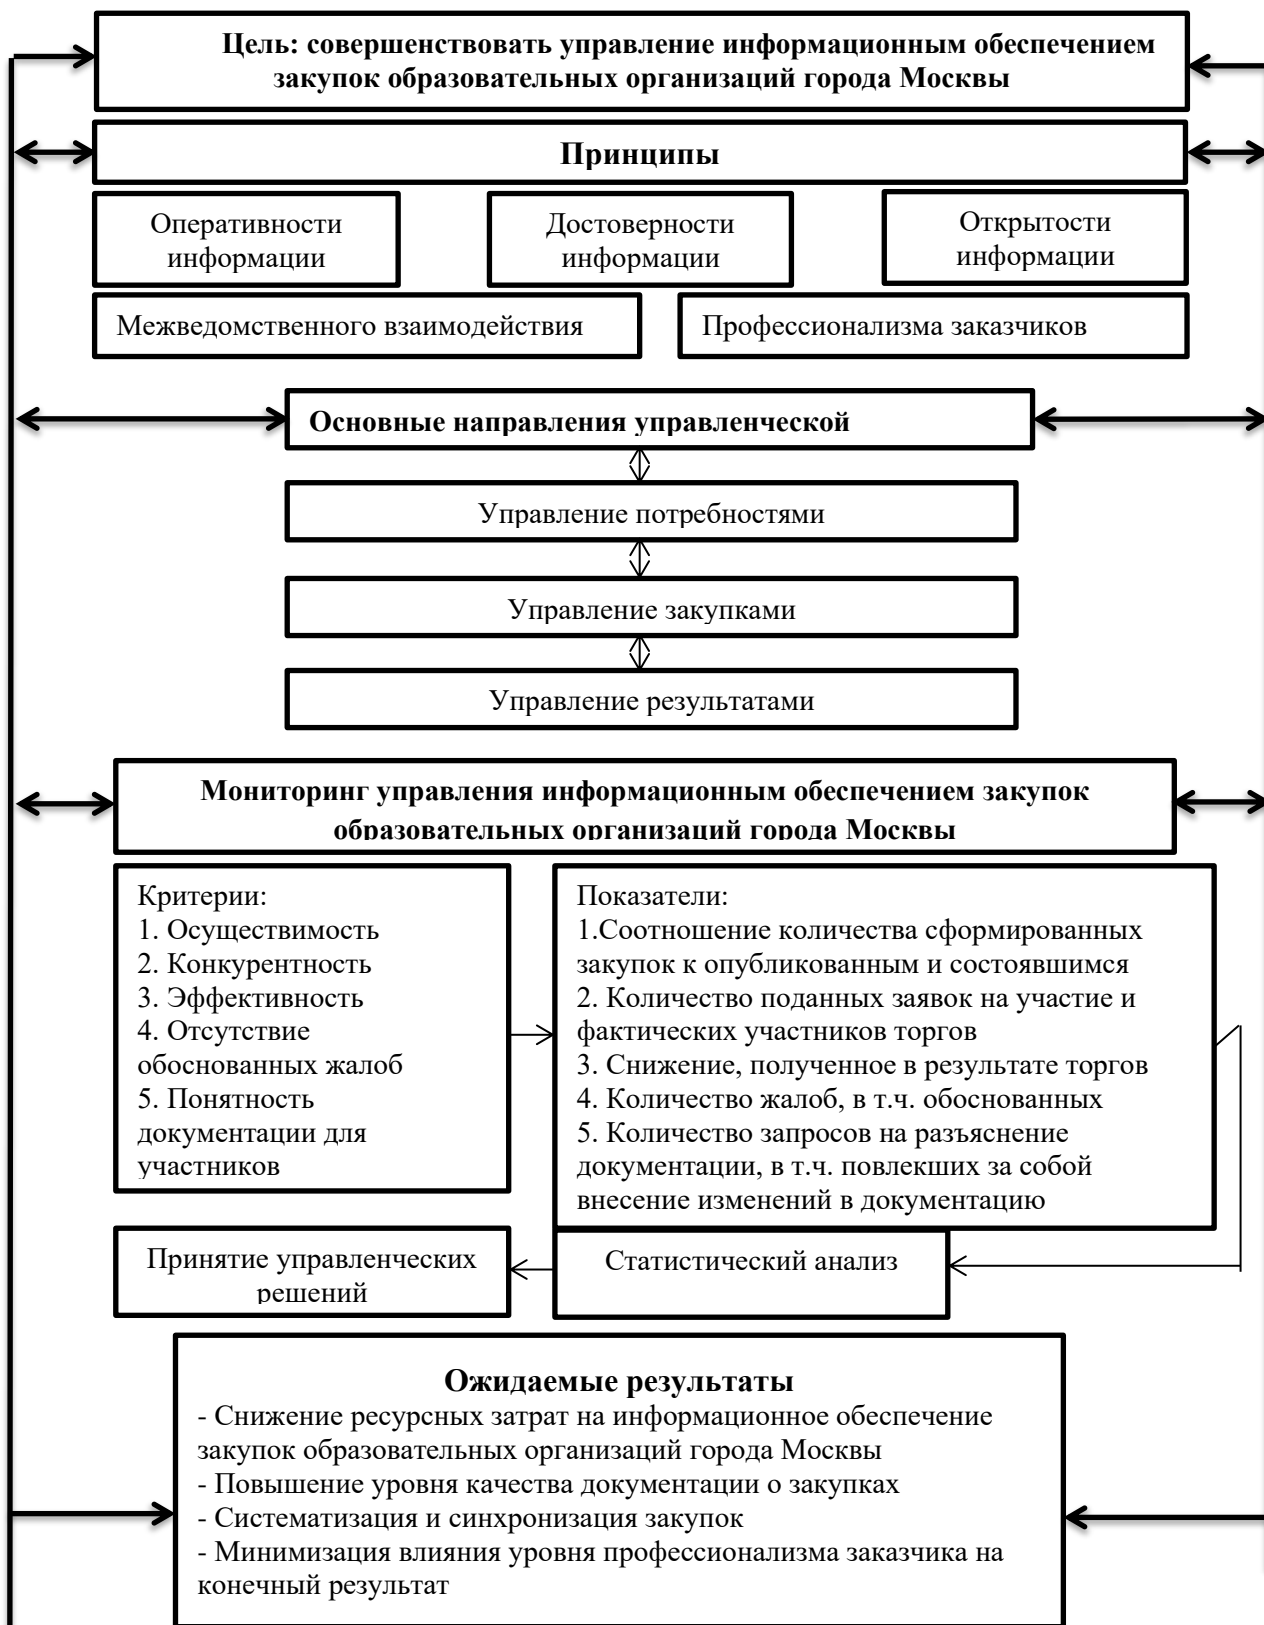 Цель: совершенствовать управление информационным обеспечением
закупок образовательных организаций города Москвы
Принципы
Оперативности
информации
Достоверности
информации
Открытости
информации
Межведомственного взаимодействия
Профессионализма заказчиков
Основные направления управленческой
Управление потребностями
Управление закупками
Управление результатами
Мониторинг управления информационным обеспечением закупок
образовательных организаций города Москвы
Критерии:
1. Осуществимость
2. Конкурентность
3. Эффективность
4. Отсутствие
обоснованных жалоб
5. Понятность
документации для
участников
Показатели:
1.Соотношение количества сформированных
закупок к опубликованным и состоявшимся
2. Количество поданных заявок на участие и
фактических участников торгов
3. Снижение, полученное в результате торгов
4. Количество жалоб, в т.ч. обоснованных
5. Количество запросов на разъяснение
документации, в т.ч. повлекших за собой
внесение изменений в документацию
Принятие управленческих
решений
Статистический анализ
Ожидаемые результаты
- Снижение ресурсных затрат на информационное обеспечение
закупок образовательных организаций города Москвы
- Повышение уровня качества документации о закупках
- Систематизация и синхронизация закупок
- Минимизация влияния уровня профессионализма заказчика на
конечный результат